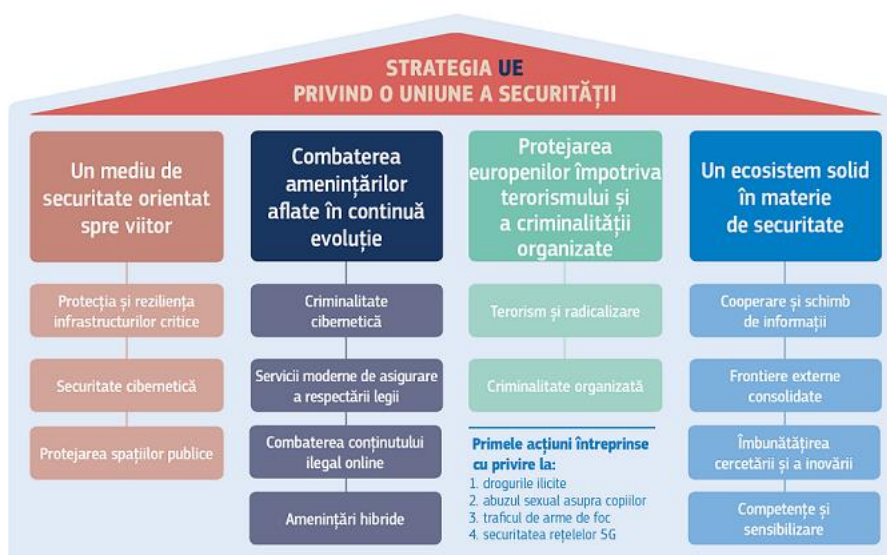 STRATEGIA UE
PRIVIND O UNIUNE A SECURITĂȚII
Un mediu de
securitate orientat
spre viitor
Protecția și reziliența
infrastructurilor critice
Securitate cibernetică
Protejarea spațiilor publice
Combaterea
amenințărilor
aflate în continuă
evoluție
Criminalitate
cibernetică
Servicii moderne de asigurare
a respectării legii
Combaterea conținutului
ilegal online
Amenințări hibride
Protejarea
europenilor împotriva
terorismului și
a criminalității
organizate
Terorism și radicalizare
Criminalitate organizată
Primele acțiuni întreprinse
cu privire la:
1. drogurile ilicite
2. abuzul sexual asupra copiilor
3. traficul de arme de foc
4. securitatea rețelelor 5G
Un ecosistem solid
în materie
de securitate
Cooperare și schimb
de informații
Frontiere externe
consolidate
Îmbunătățirea
cercetării și a inovării
Competențe și
sensibilizare